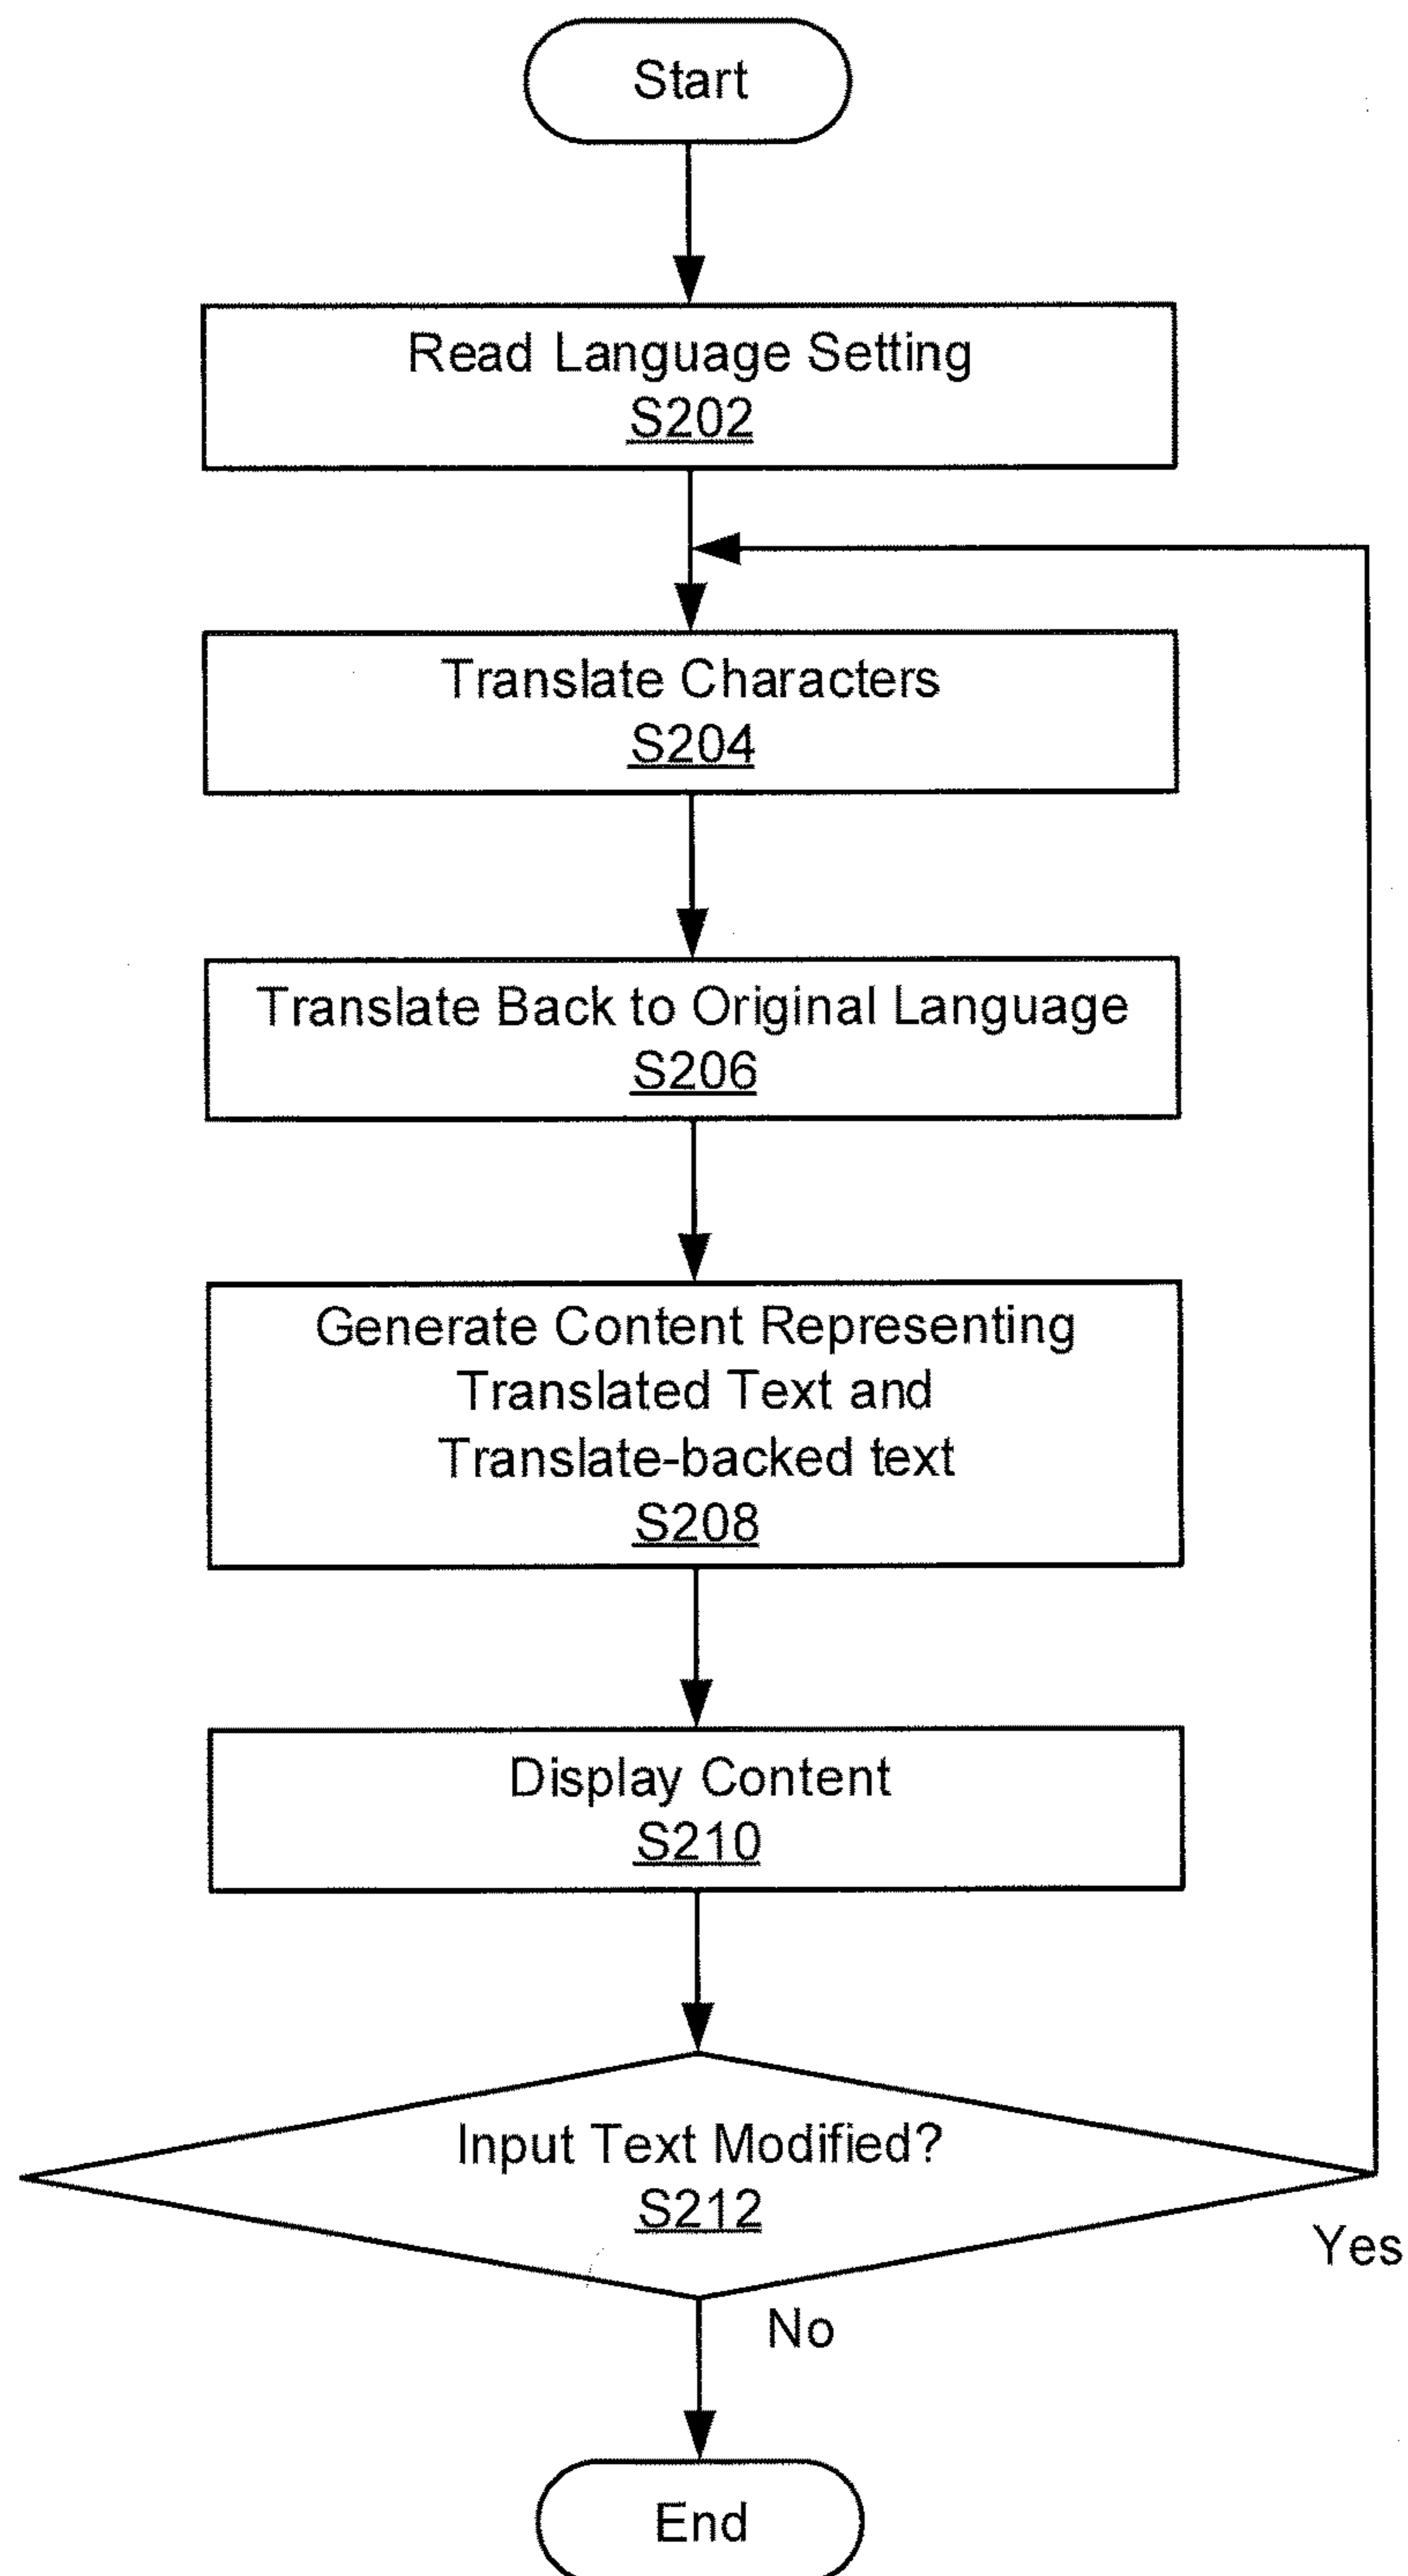 Start
Read Language Setting
S202
Translate Characters
S204
Translate Back to Original Language
S206
Generate Content Representing
Translated Text and
Translate-backed text
S208
Display Content
S210
Input Text Modified?
S212
Yes
No
End